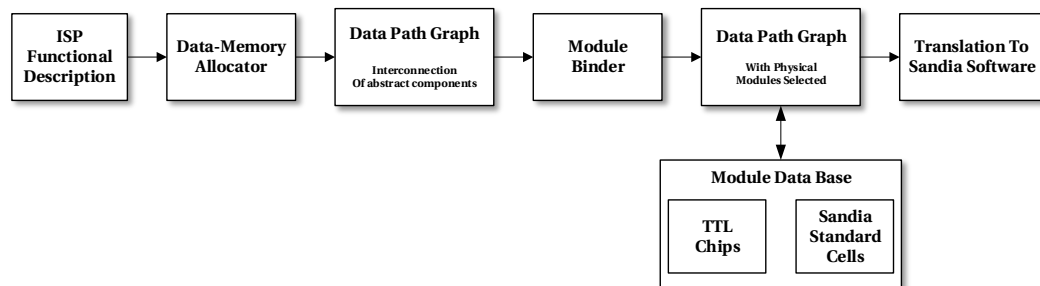 ISP
Functional
Description
Data-Memory
Allocator
Data Path Graph
Interconnection
Of abstract components
Module
Binder
Data Path Graph
With Physical
Modules Selected
Translation To
Sandia Software
Module Data Base
TTL
Chips
Sandia
Standard
Cells